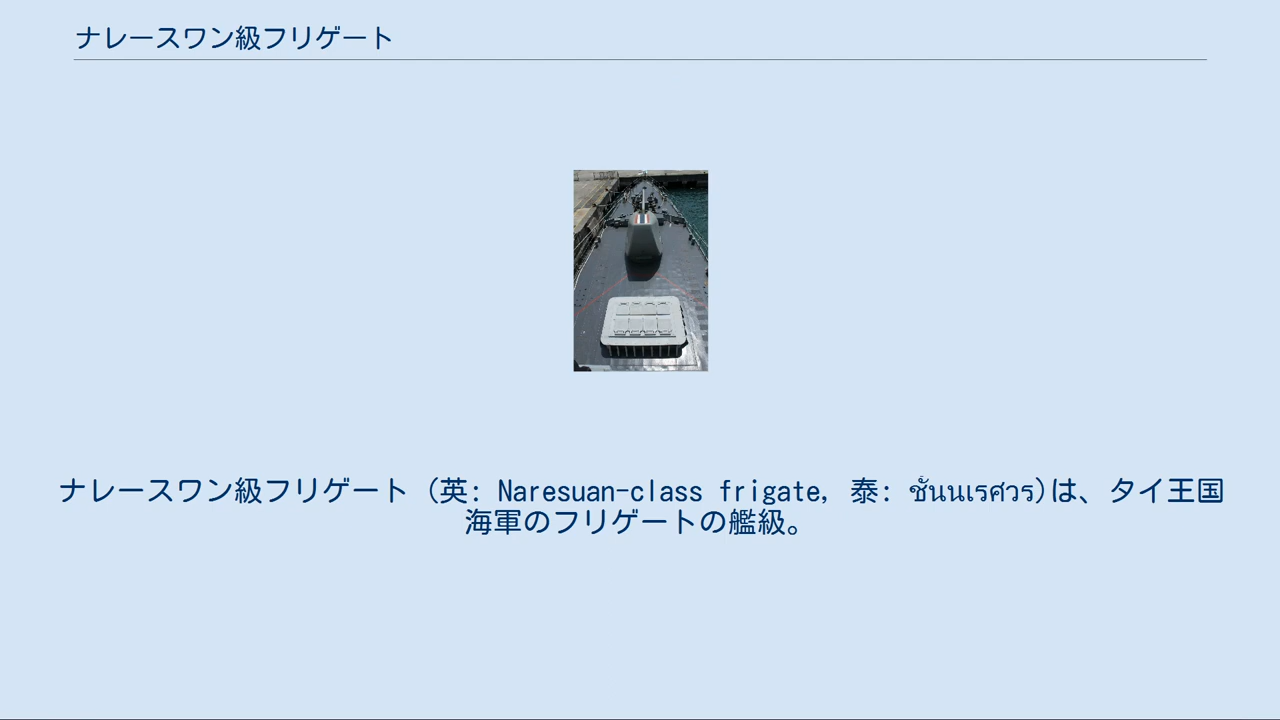 ナレースワン級フリゲート
ナレースワン級フリゲート (英: Naresuan-class frigate, 泰: ชั้นนเรศวร)は、タイ王国
海軍のフリゲートの艦級。